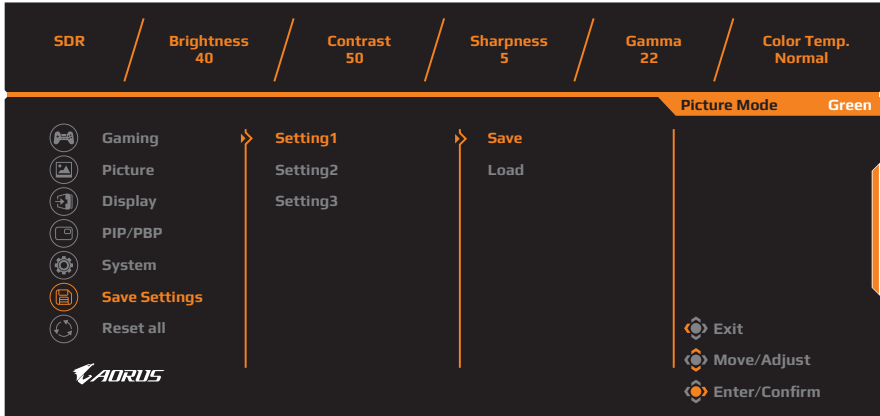 SDR
Brightness
40
Contrast
50
Sharpness
5
Gamma
22
Color Temp.
Normal
Picture Mode Green
Gaming
Picture
Display
PIP/PBP
System
Save Settings
Reset all
Setting1
Setting2
Setting3
Save
Load
Exit
Move/Adjust
Enter/Confirm
AORUS